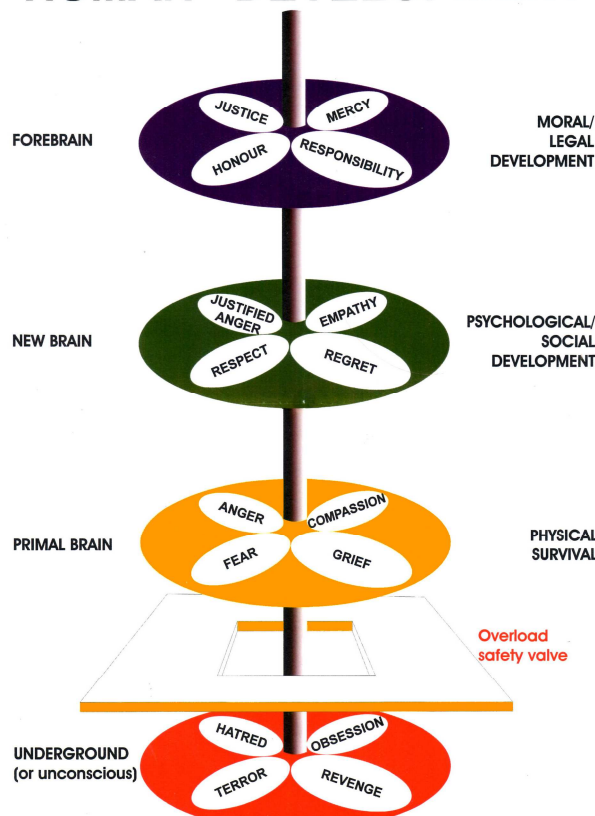 FOREBRAIN
JUSTICE
MERCY
HONOUR
RESPONSIBILITY
MORAL/
LEGAL
DEVELOPMENT
NEW BRAIN
JUSTIFIED
ANGER
EMPATHY
RESPECT
REGRET
PSYCHOLOGICAL/
SOCIAL
DEVELOPMENT
PRIMAL BRAIN
ANGER
COMPASSION
FEAR
GRIEF
PHYSICAL
SURVIVAL
Overload
safety valve
UNDERGROUND
(or unconscious)
HATRED
OBSESSION
TERROR
REVENGE